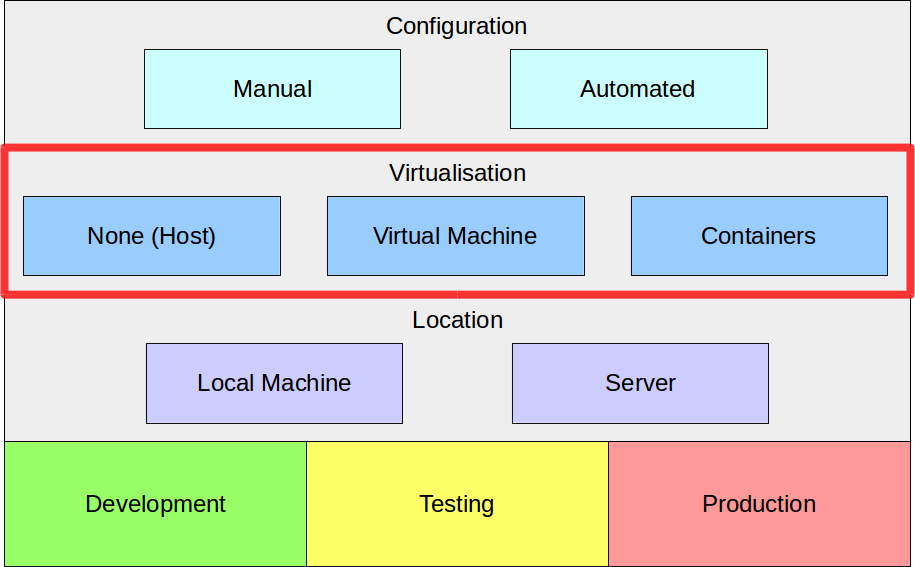 Configuration
Manual Automated
Virtualisation
None (Host) Virtual Machine Containers
Location
Local Machine Server
Development Testing Production